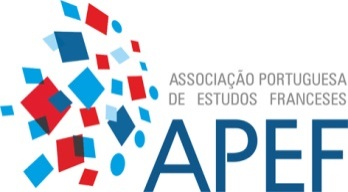 ASSOCIAÇÃO PORTUGUESA
DE ESTUDOS FRANCESES
APEF